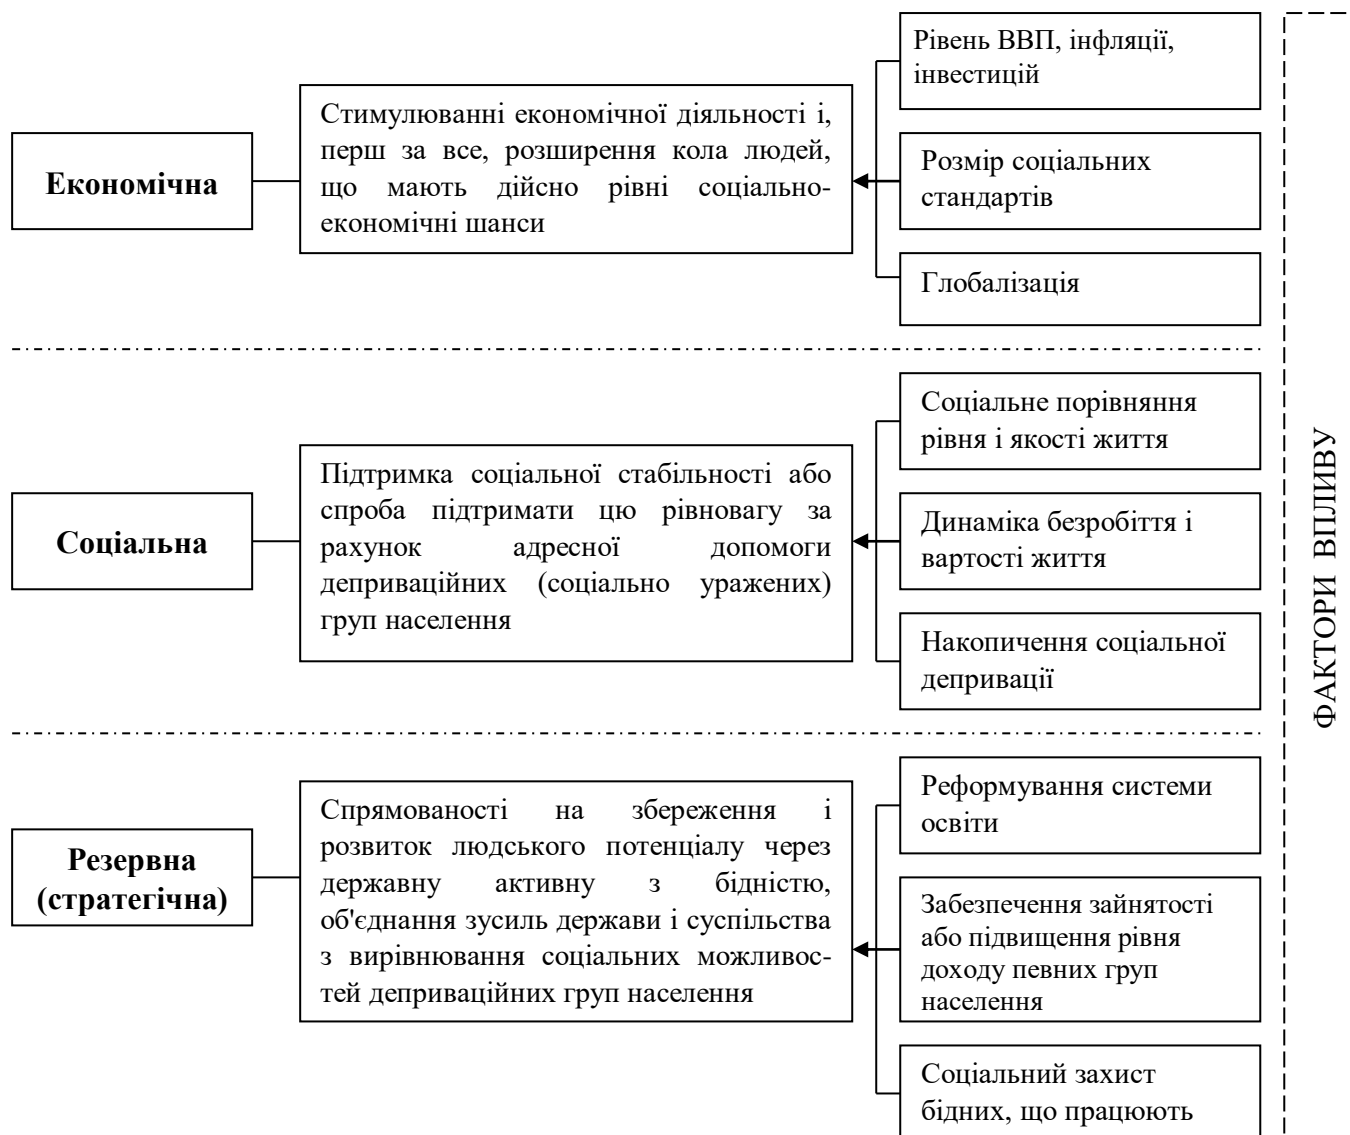 Економічна
Стимулюванні економічної діяльності і,
перш за все, розширення кола людей,
що мають дійсно рівні соціально-
економічні шанси
Рівень ВВП, інфляції,
інвестицій
Розмір соціальних
стандартів
Глобалізація
Соціальна
Підтримка соціальної стабільності або
спроба підтримати цю рівновагу за
рахунок адресної допомоги
деприваційних (соціально уражених)
груп населення
Соціальне порівняння
рівня і якості життя
Динаміка безробіття і
вартості життя
Накопичення соціальної
депривації
Резервна
(стратегічна)
Спрямованості на збереження і
розвиток людського потенціалу через
державну активну з бідністю,
об'єднання зусиль держави і суспільства
з вирівнювання соціальних можливос-
тей деприваційних груп населення
Реформування системи
освіти
Забезпечення зайнятості
або підвищення рівня
доходу певних груп
населення
Соціальний захист
бідних, що працюють
ФАКТОРИ ВПЛИВУ